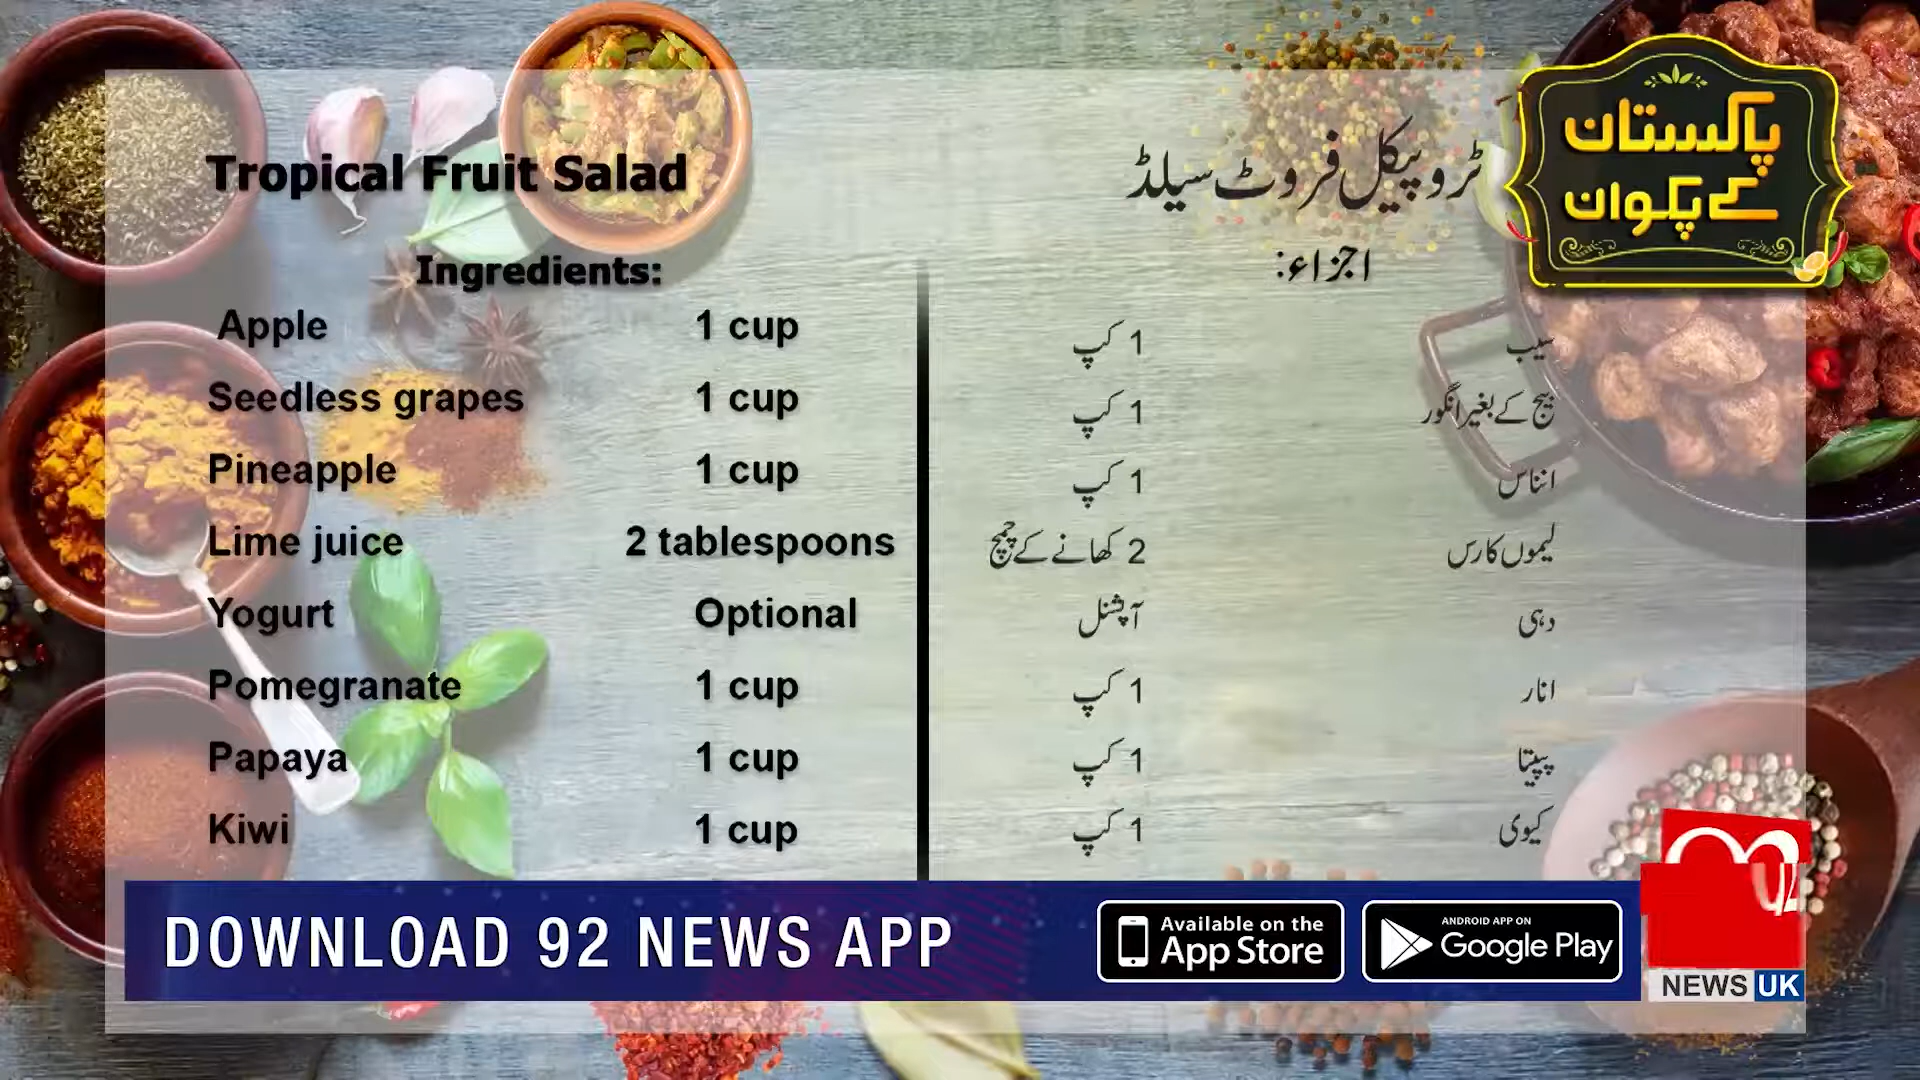 Tropical Fruit Salad
ٹروپیکل فروٹ سیلڈ
پاکستان
کے پکوان
Ingredients:
اجزاء:
Apple 1 cup
سیب 1 کپ
Seedless grapes 1 cup
بیج کے بغیر انگور 1 کپ
Pineapple 1 cup
انناس 1 کپ
Lime juice 2 tablespoons
لیموں کا رس 2 کھانے کے چمچ
Yogurt Optional
دہی آپشنل
Pomegranate 1 cup
انار 1 کپ
Papaya 1 cup
پپیتا 1 کپ
Kiwi 1 cup
کیوی 1 کپ
DOWNLOAD 92 NEWS APP
Available on the
App Store
ANDROID APP ON
Google Play
92
NEWS UK